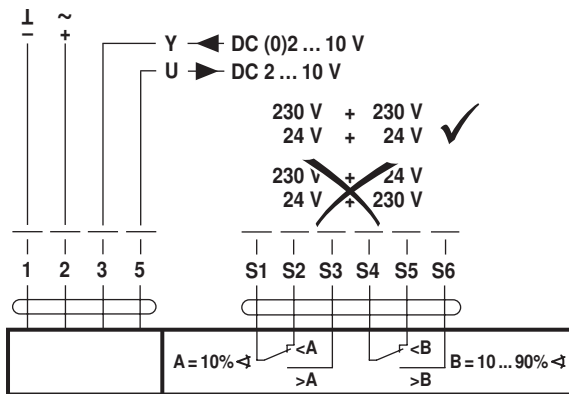 ⊥ ~
− +
Y ◄ DC (0)2 ... 10 V
U ► DC 2 ... 10 V
230 V + 230 V
24 V + 24 V ✓
230 V + 24 V
24 V + 230 V
1 2 3 5 S1 S2 S3 S4 S5 S6
A = 10% ∢ <A <B B = 10 ... 90% ∢
>A >B